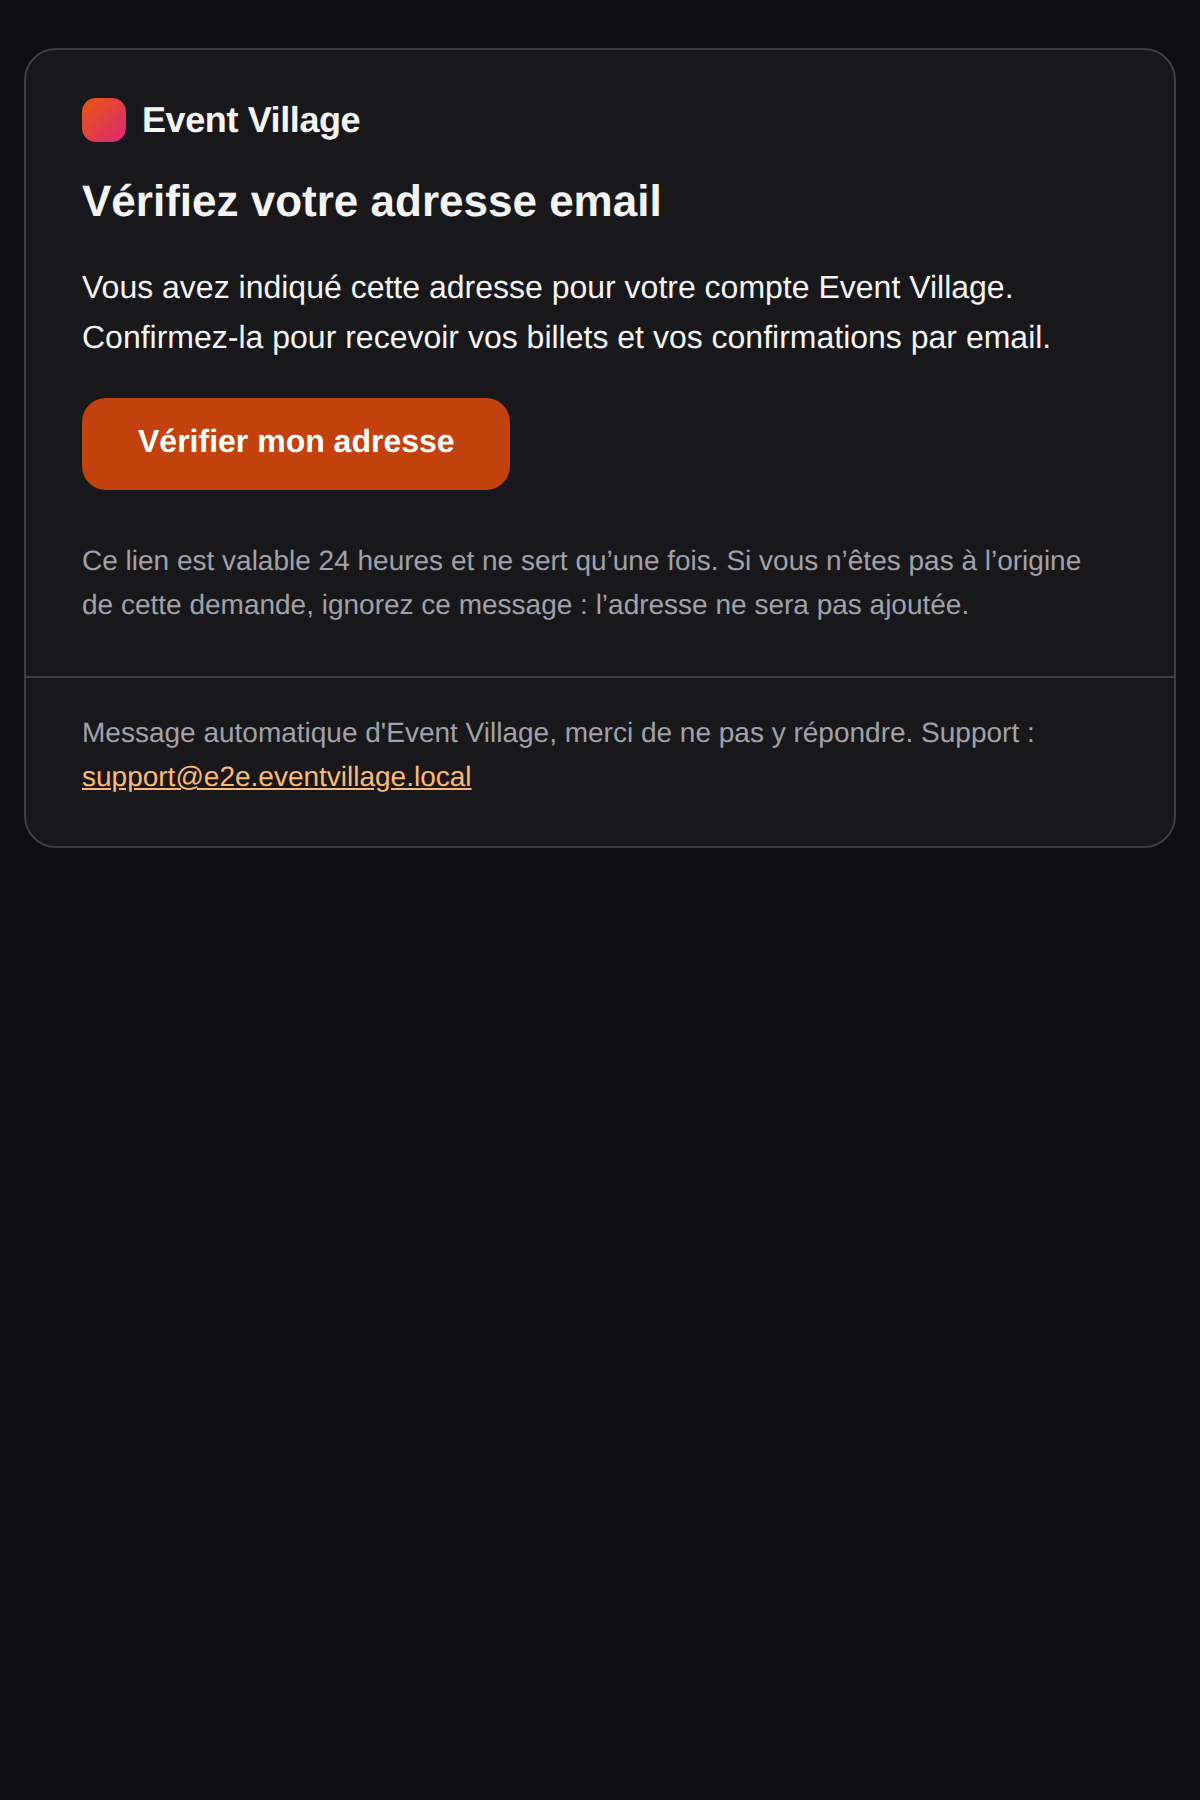 Event Village
Vérifiez votre adresse email
Vous avez indiqué cette adresse pour votre compte Event Village.
Confirmez-la pour recevoir vos billets et vos confirmations par email.
Vérifier mon adresse
Ce lien est valable 24 heures et ne sert qu’une fois. Si vous n’êtes pas à l’origine
de cette demande, ignorez ce message : l’adresse ne sera pas ajoutée.
Message automatique d'Event Village, merci de ne pas y répondre. Support :
support@e2e.eventvillage.local